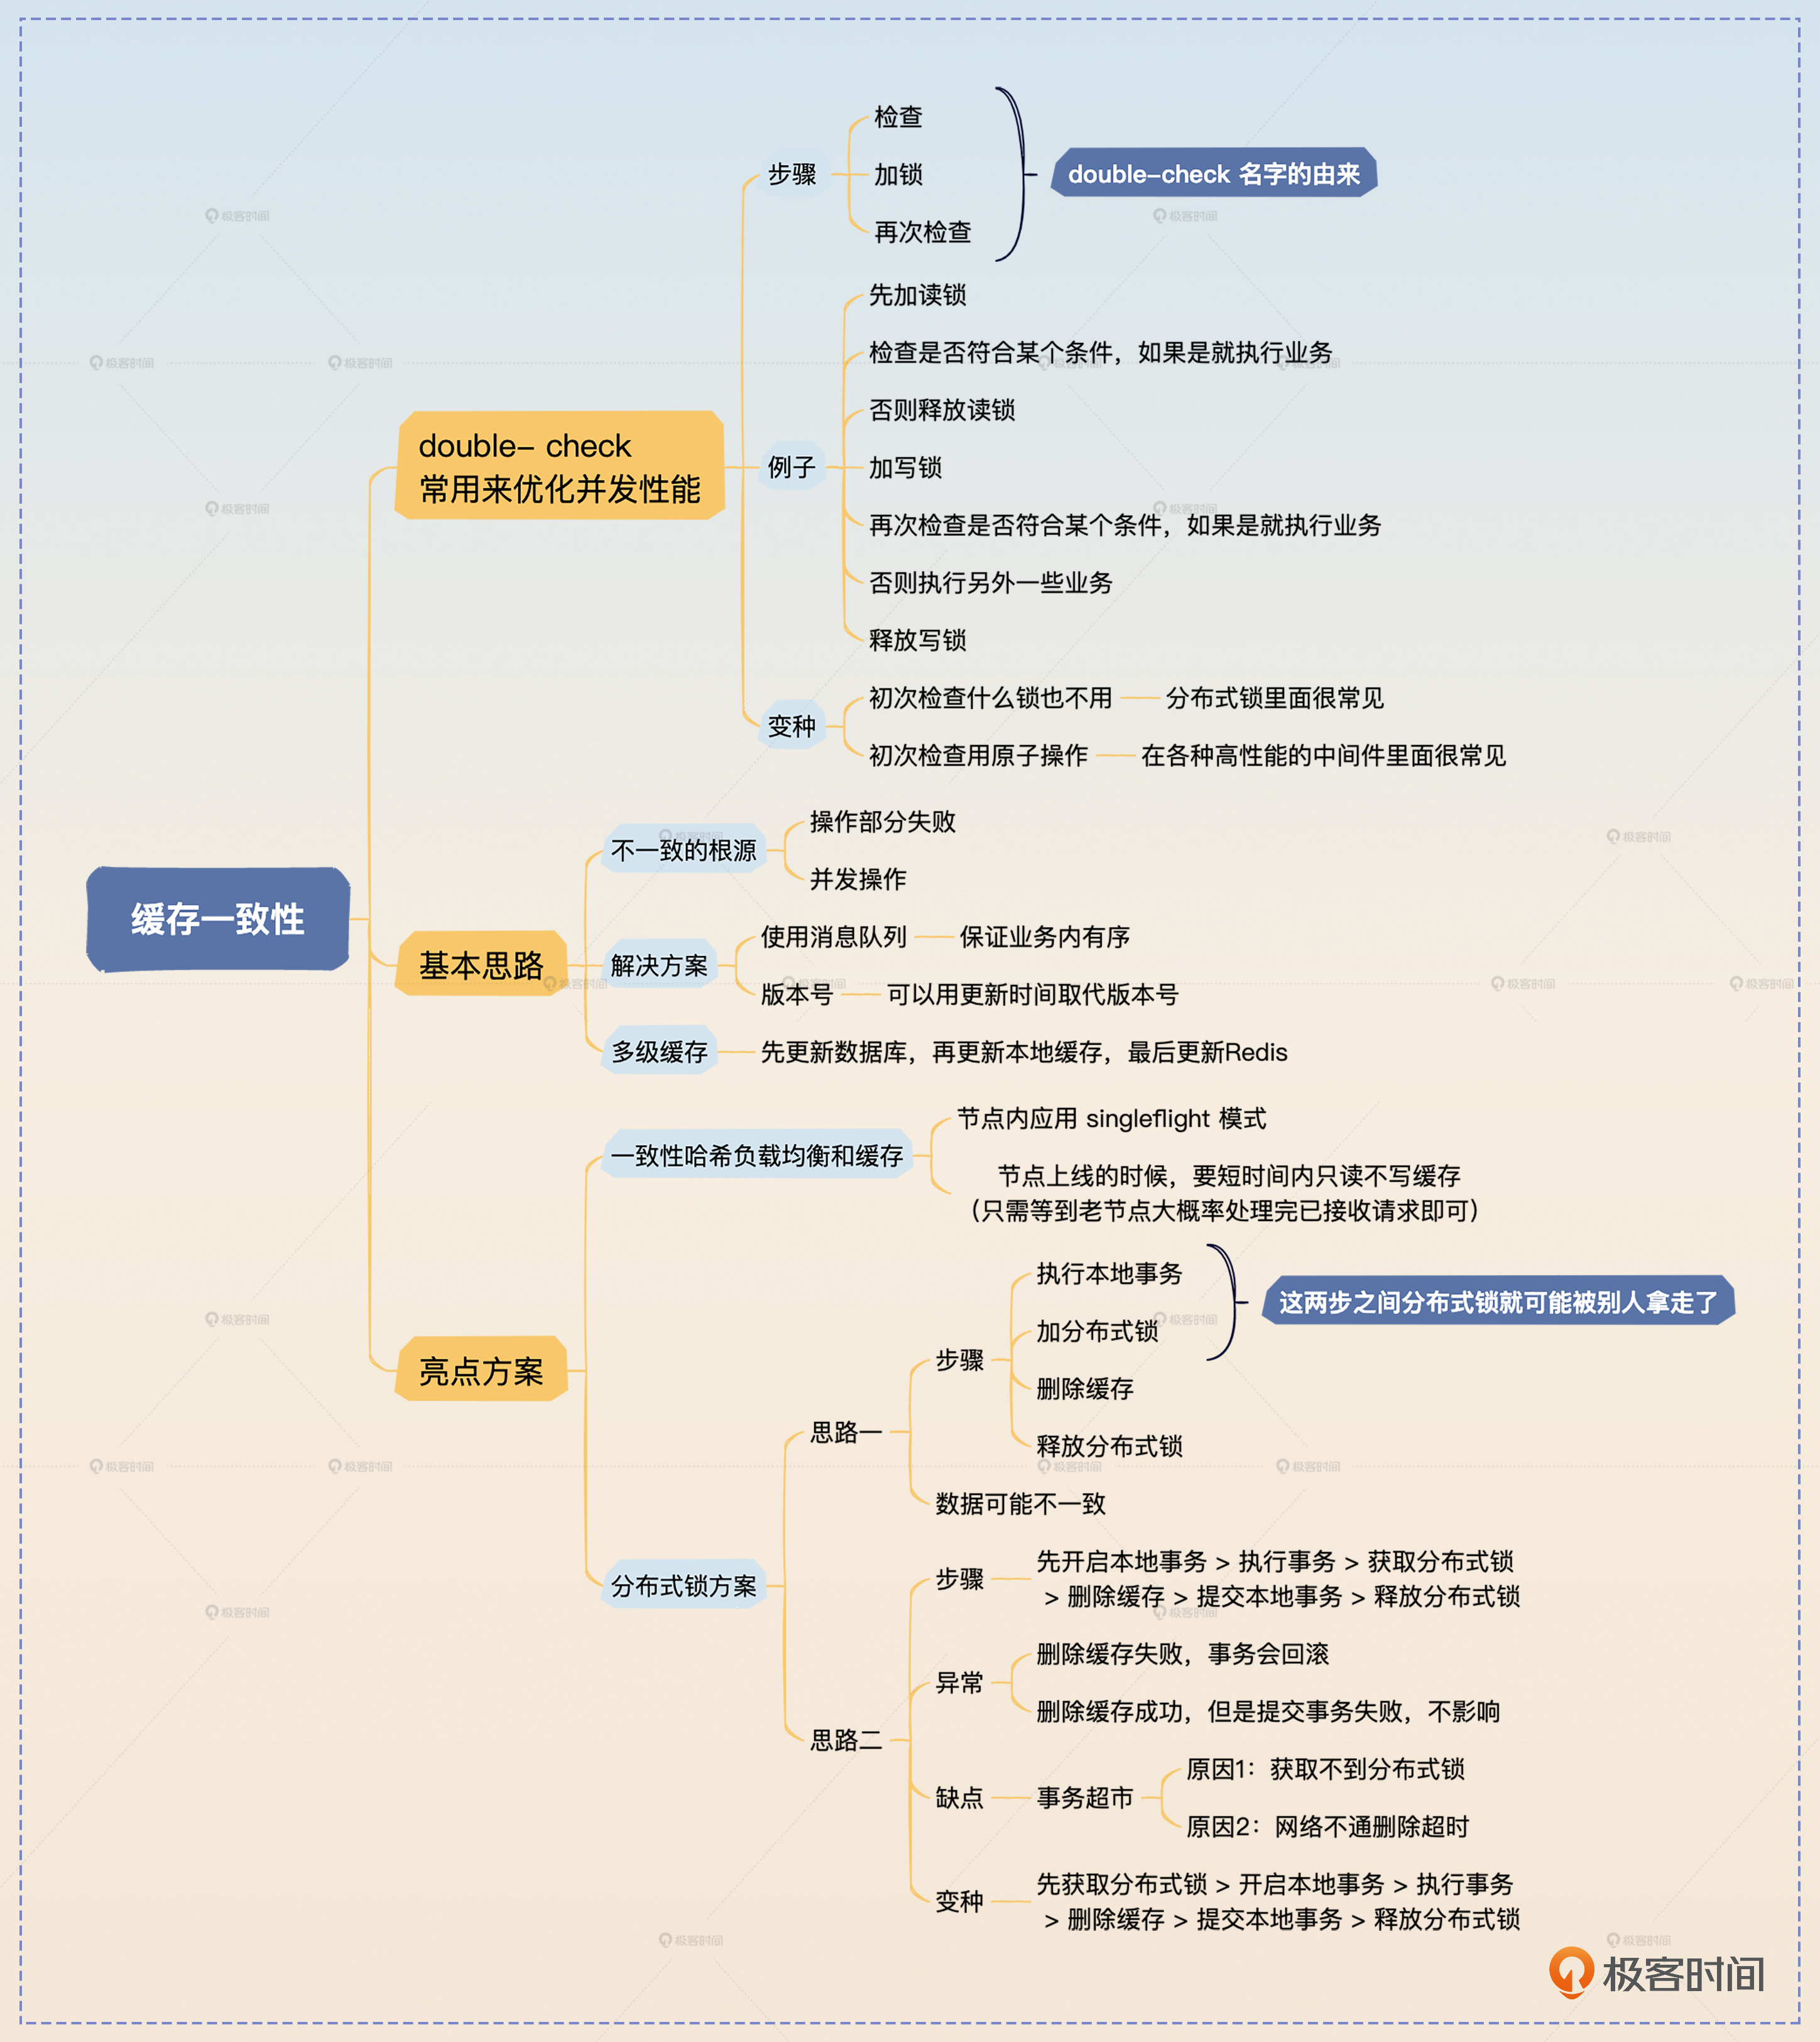 缓存一致性
double- check
常用来优化并发性能
步骤
检查
加锁
再次检查
double-check 名字的由来
例子
先加读锁
检查是否符合某个条件，如果是就执行业务
否则释放读锁
加写锁
再次检查是否符合某个条件，如果是就执行业务
否则执行另外一些业务
释放写锁
变种
初次检查什么锁也不用
分布式锁里面很常见
初次检查用原子操作
在各种高性能的中间件里面很常见
基本思路
不一致的根源
操作部分失败
并发操作
解决方案
使用消息队列
保证业务内有序
版本号
可以用更新时间取代版本号
多级缓存
先更新数据库，再更新本地缓存，最后更新Redis
亮点方案
一致性哈希负载均衡和缓存
节点内应用 singleflight 模式
节点上线的时候，要短时间内只读不写缓存
（只需等到老节点大概率处理完已接收请求即可）
分布式锁方案
思路一
步骤
执行本地事务
加分布式锁
删除缓存
释放分布式锁
这两步之间分布式锁就可能被别人拿走了
数据可能不一致
思路二
步骤
先开启本地事务 > 执行事务 > 获取分布式锁
> 删除缓存 > 提交本地事务 > 释放分布式锁
异常
删除缓存失败，事务会回滚
删除缓存成功，但是提交事务失败，不影响
缺点
事务超市
原因1：获取不到分布式锁
原因2：网络不通删除超时
变种
先获取分布式锁 > 开启本地事务 > 执行事务
> 删除缓存 > 提交本地事务 > 释放分布式锁
极客时间